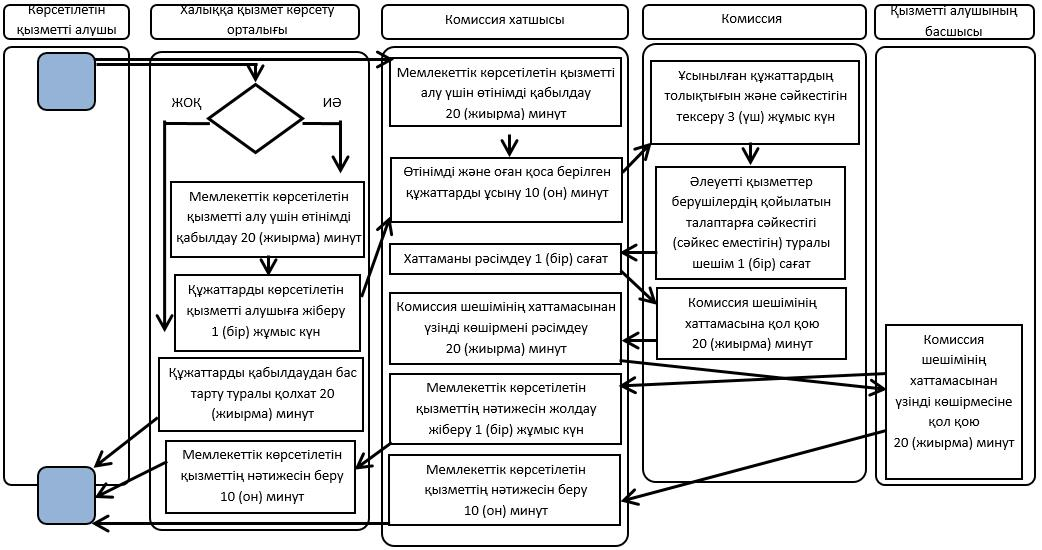 Көрсетілетін
қызметті алушы
Халыққа қызмет көрсету
орталығы
Комиссия хатшысы
Комиссия
Қызметті алушының
басшысы
ЖОҚ
ИӘ
Мемлекеттік көрсетілетін
қызметті алу үшін өтінімді
қабылдау 20 (жиырма) минут
Құжаттарды көрсетілетін
қызметті алушыға жіберу
1 (бір) жұмыс күн
Құжаттарды қабылдаудан бас
тарту туралы қолхат 20
(жиырма) минут
Мемлекеттік көрсетілетін
қызметтің нәтижесін беру
10 (он) минут
Мемлекеттік көрсетілетін қызметті
алу үшін өтінімді қабылдау
20 (жиырма) минут
Өтінімді және оған қоса берілген
құжаттарды ұсыну 10 (он) минут
Хаттаманы рәсімдеу 1 (бір) сағат
Комиссия шешімінің хаттамасынан
үзінді көшірмені рәсімдеу
20 (жиырма) минут
Мемлекеттік көрсетілетін
қызметтің нәтижесін жолдау
жіберу 1 (бір) жұмыс күн
Мемлекеттік көрсетілетін
қызметтің нәтижесін беру
10 (он) минут
Ұсынылған құжаттардың
толықтығын және сәйкестігін
тексеру 3 (үш) жұмыс күн
Әлеуетті қызметтер
берушілердің қойылатын
талаптарға сәйкестігі
(сәйкес еместігін) туралы
шешім 1 (бір) сағат
Комиссия шешімінің
хаттамасына қол қою
20 (жиырма) минут
Комиссия
шешімінің
хаттамасынан
үзінді көшірмесіне
қол қою
20 (жиырма) минут